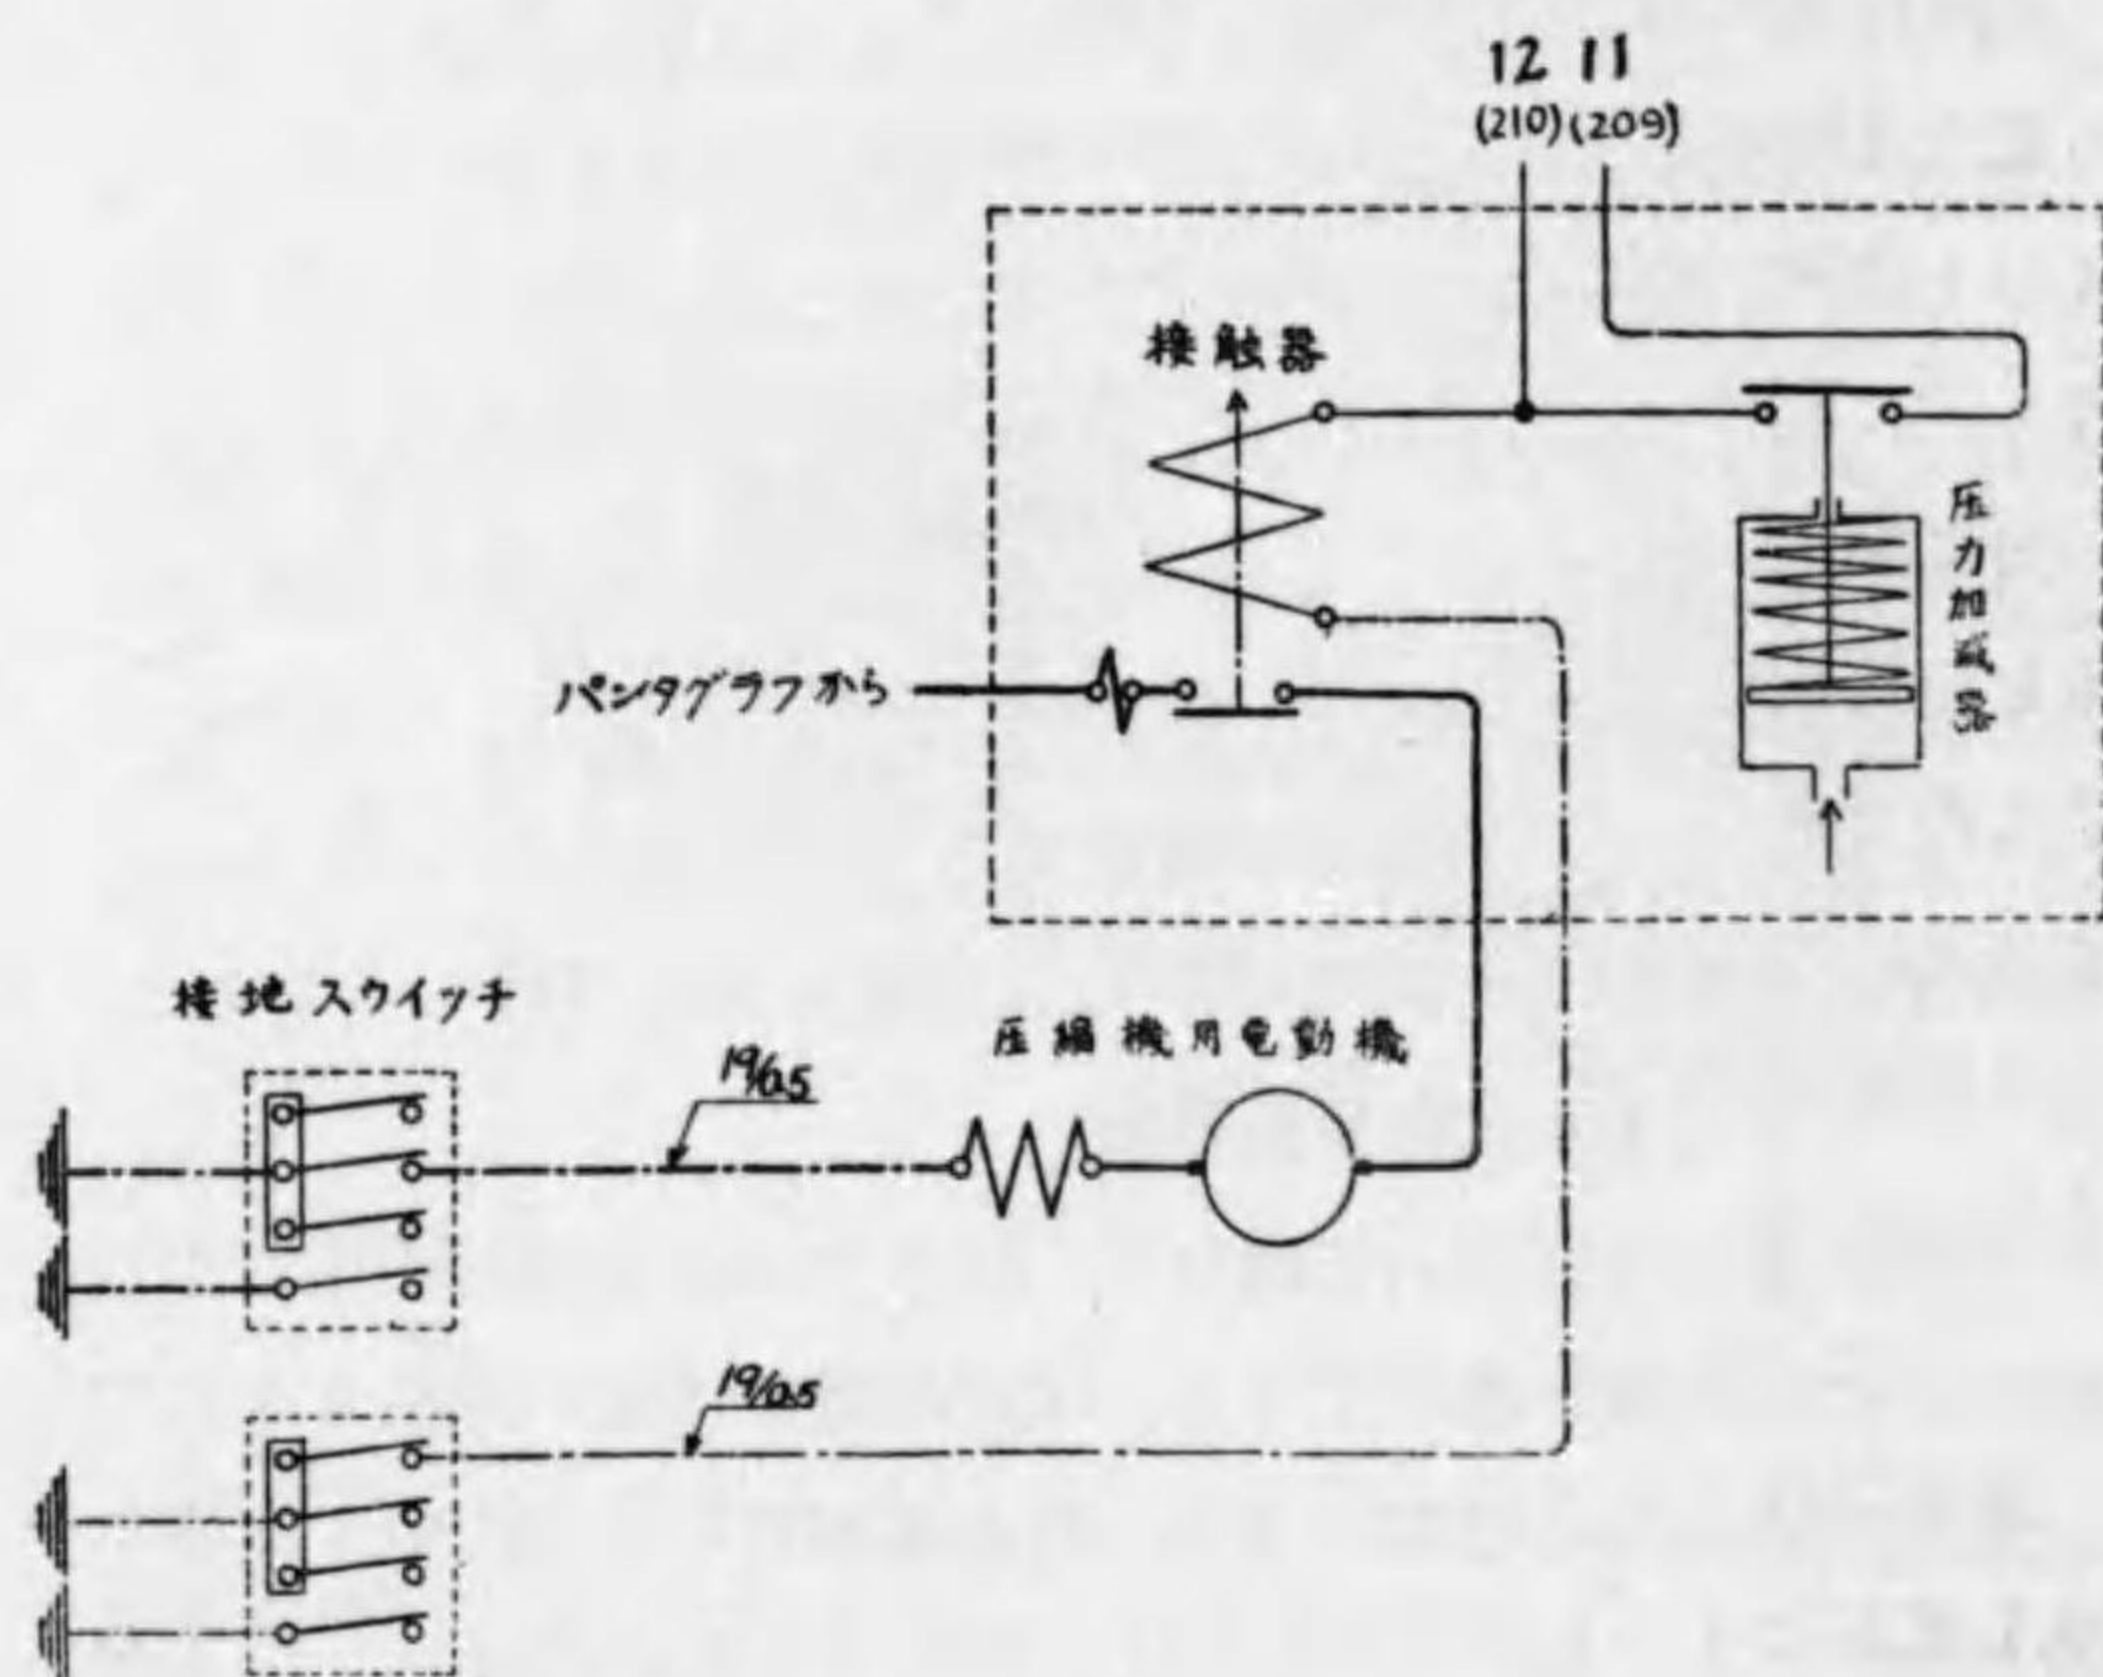 12 11
(210)(209)
接触器
圧力加減器
パンタグラフから
接地スウイッチ
圧縮機用電動機
19/0.5
19/0.5